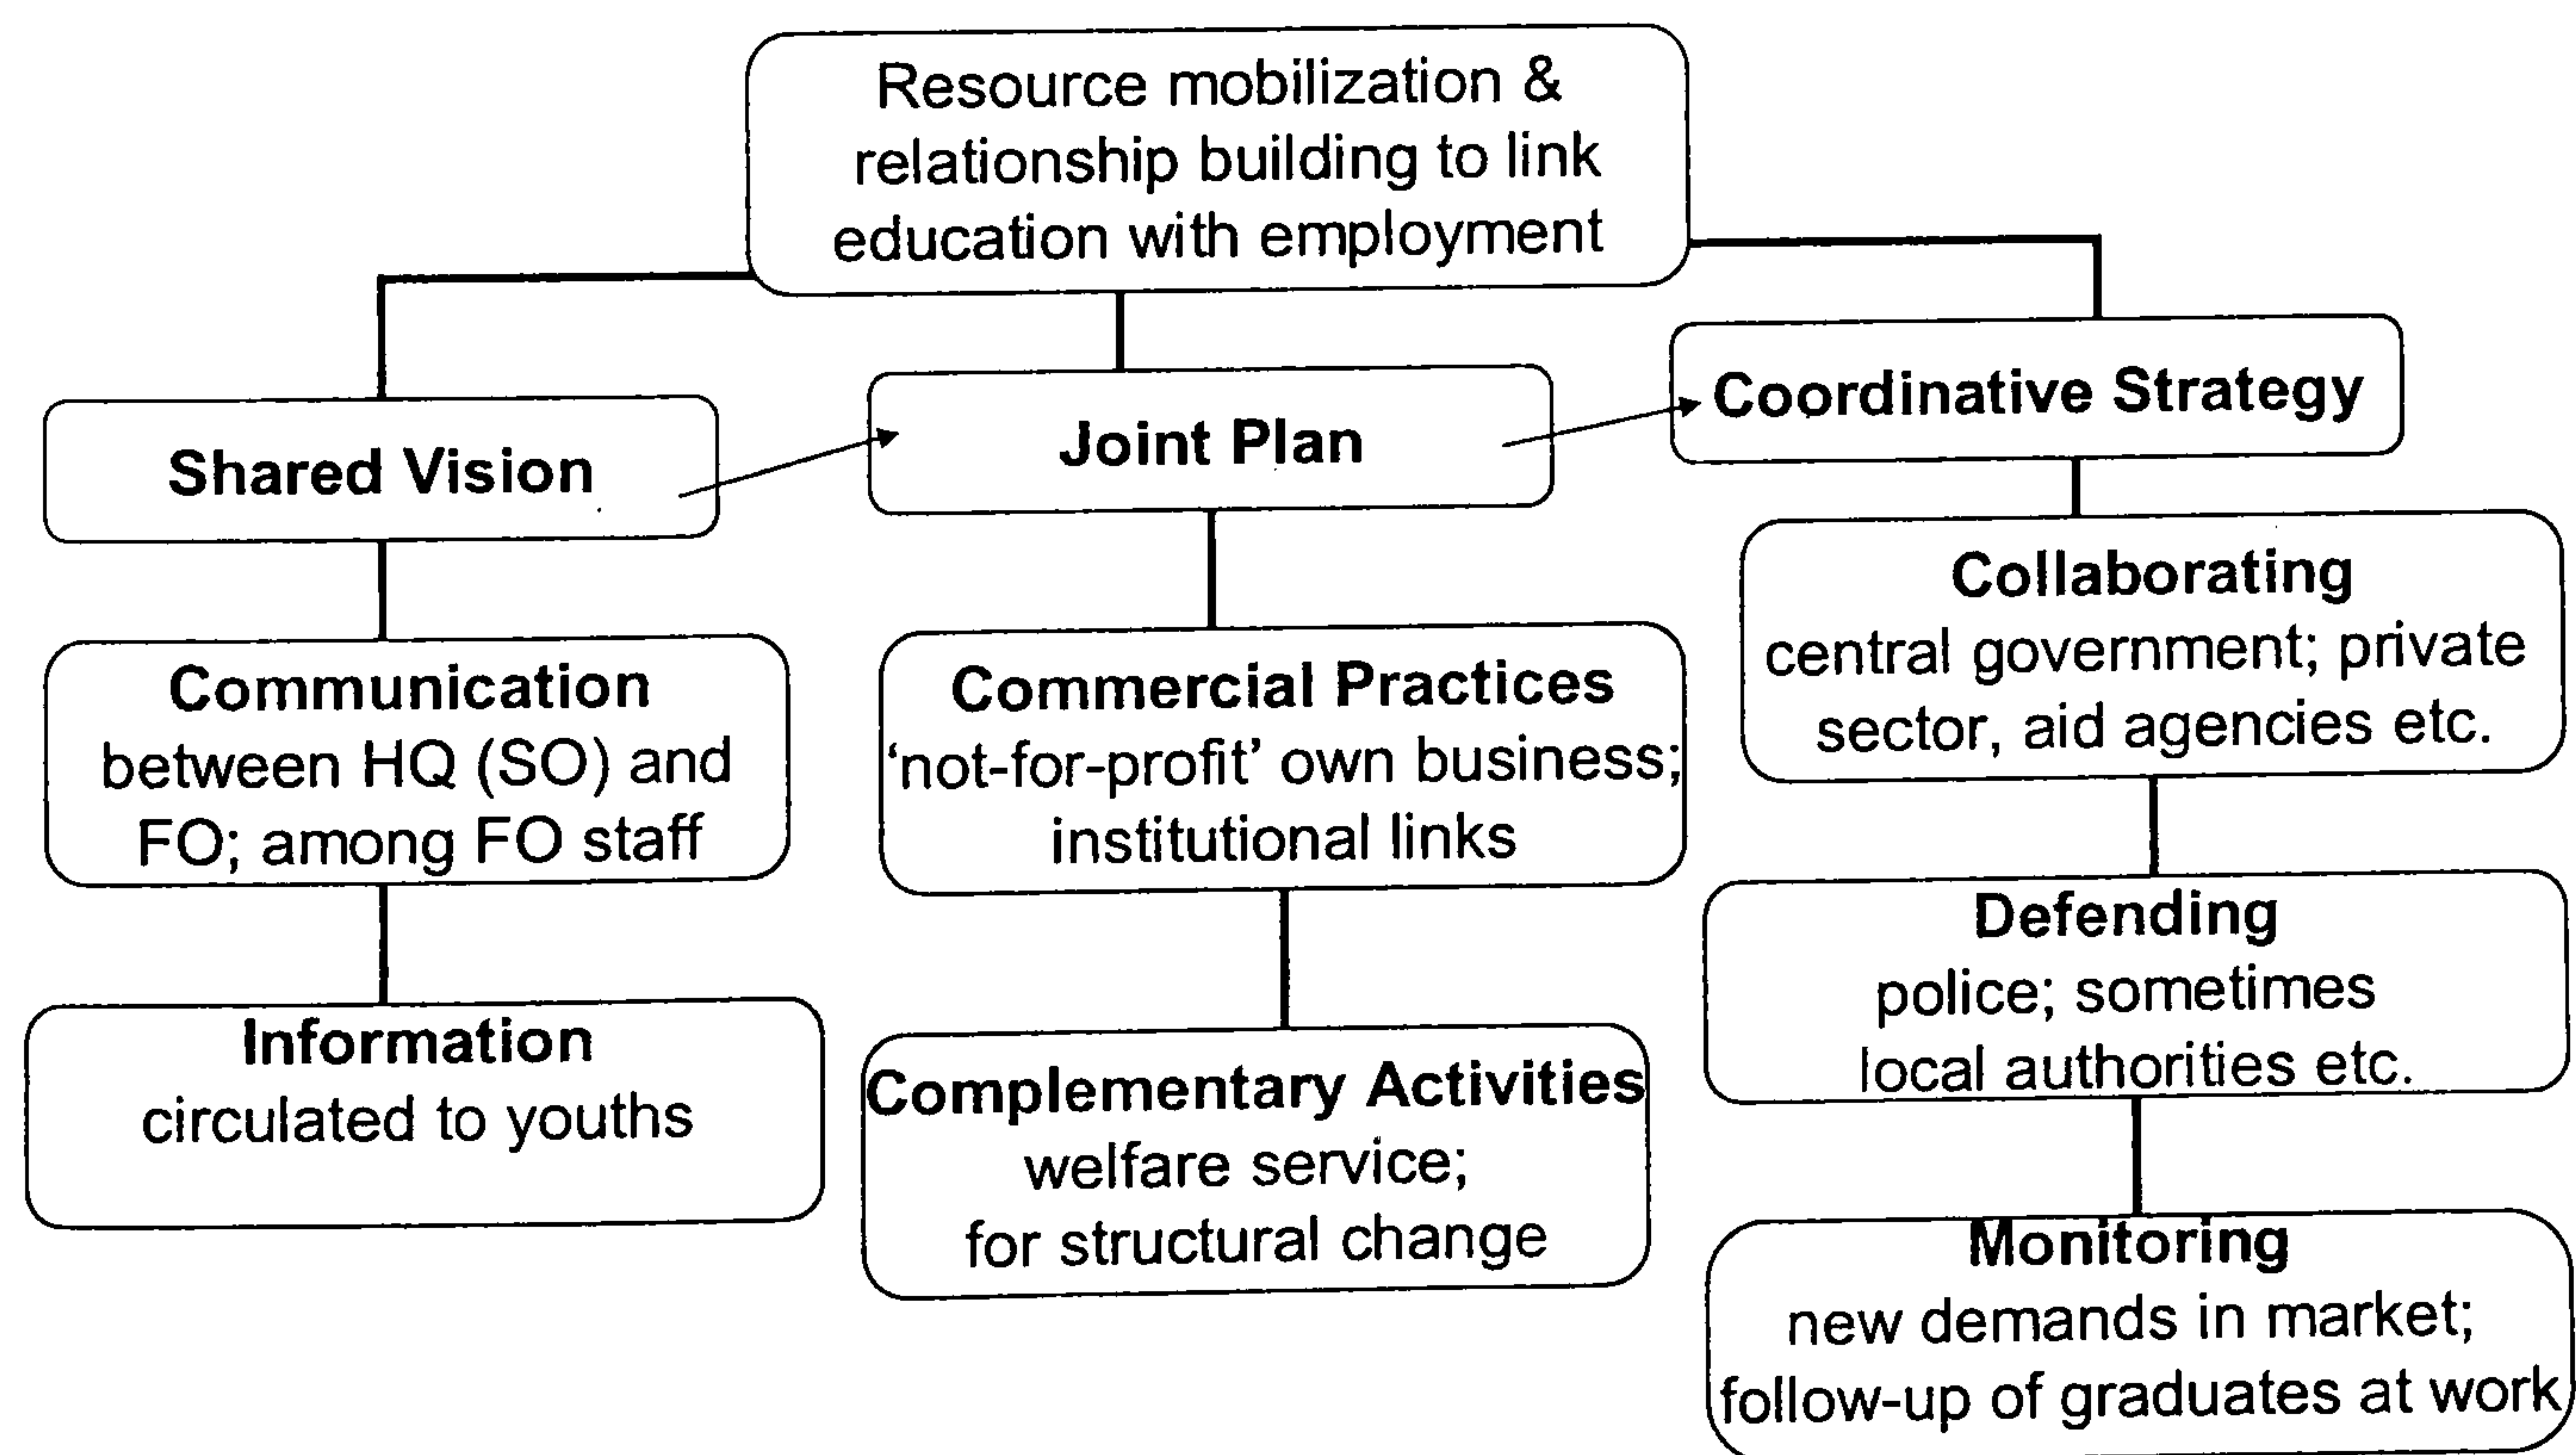 Resource mobilization &
relationship building to link
education with employment
Shared Vision
Joint Plan
Coordinative Strategy
Communication
between HQ (SO) and
FO; among FO staff
Information
circulated to youths
Commercial Practices
'not-for-profit' own business;
institutional links
Complementary Activities
welfare service;
for structural change
Collaborating
central government; private
sector, aid agencies etc.
Defending
police; sometimes
local authorities etc.
Monitoring
new demands in market;
follow-up of graduates at work